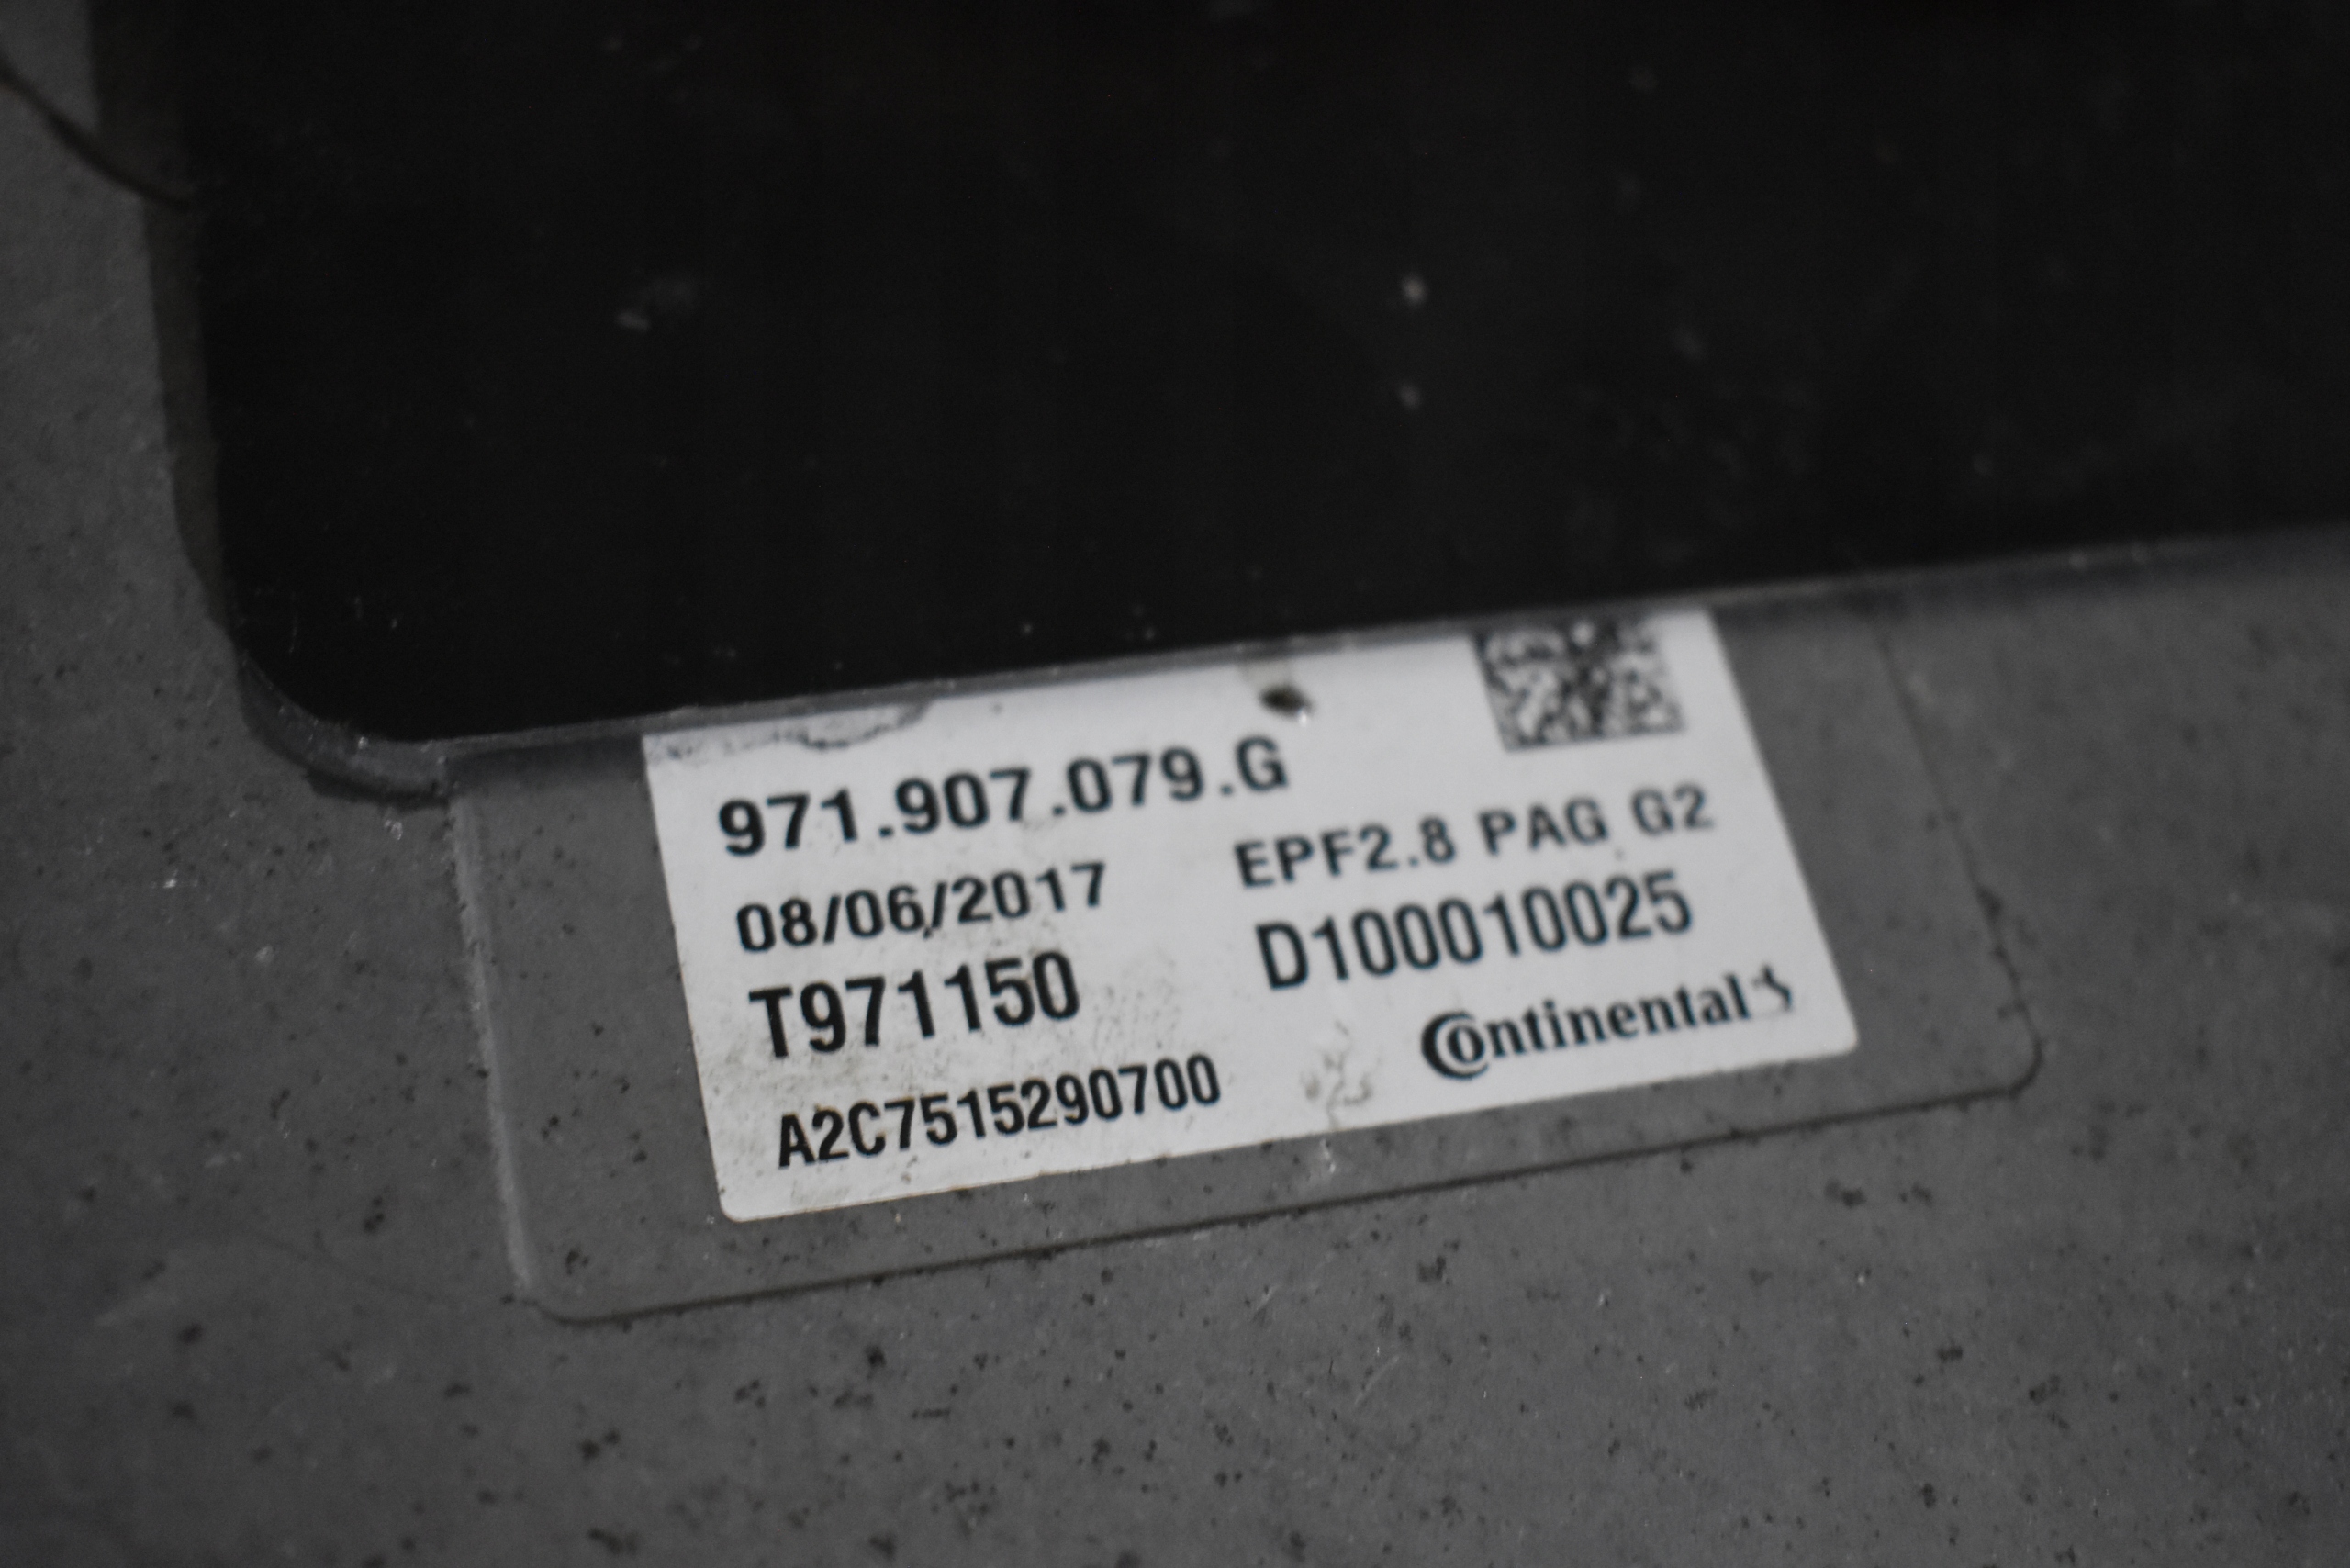 971.907.079.G
EPF2.8 PAG G2
08/06/2017
D100010025
T971150
Continental
A2C7515290700